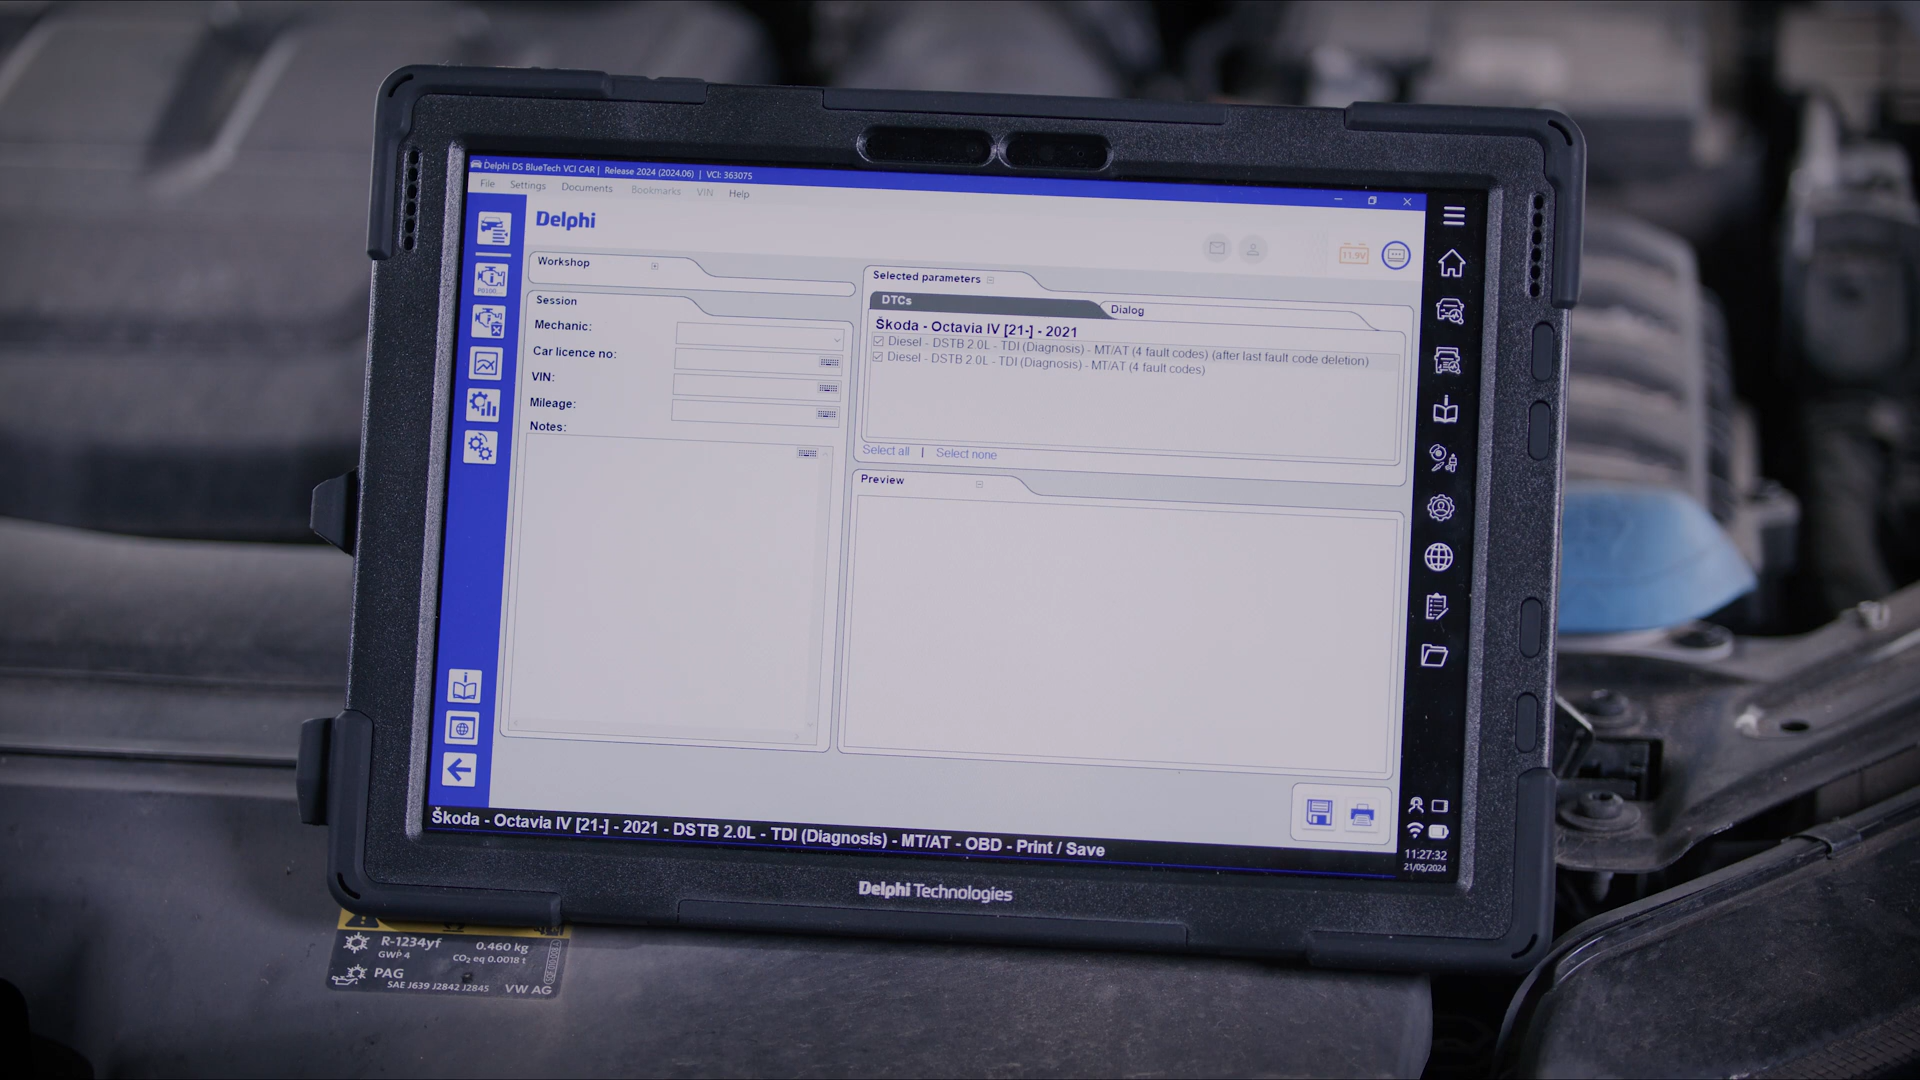 Delphi DS BlueTech VCI CAR | Release 2024 (2024.06) | VCI: 363075
File Settings Documents Bookmarks VIN Help
Delphi
11.9V
P0100...
Workshop
Session
Mechanic:
Car licence no:
VIN:
Mileage:
Notes:
Selected parameters
DTCs
Dialog
Škoda - Octavia IV [21-] - 2021
Diesel - DSTB 2.0L - TDI (Diagnosis) - MT/AT (4 fault codes) (after last fault code deletion)
Diesel - DSTB 2.0L - TDI (Diagnosis) - MT/AT (4 fault codes)
Select all | Select none
Preview
Škoda - Octavia IV [21-] - 2021 - DSTB 2.0L - TDI (Diagnosis) - MT/AT - OBD - Print / Save
11:27:32
21/05/2024
Delphi Technologies
R-1234yf 0.460 kg
GWP 4 CO₂ eq 0.0018 t
PAG
SAE J639 J2842 J2845 VW AG